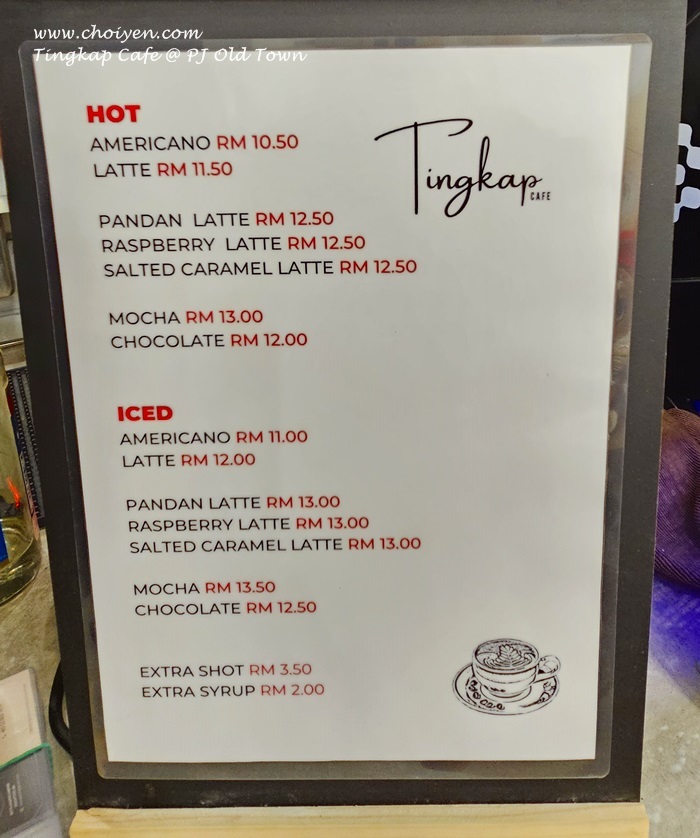 www.choiyen.com
Tingkap Cafe @ PJ Old Town
HOT
AMERICANO RM 10.50
LATTE RM 11.50
Tingkap
CAFE
PANDAN LATTE RM 12.50
RASPBERRY LATTE RM 12.50
SALTED CARAMEL LATTE RM 12.50
MOCHA RM 13.00
CHOCOLATE RM 12.00
ICED
AMERICANO RM 11.00
LATTE RM 12.00
PANDAN LATTE RM 13.00
RASPBERRY LATTE RM 13.00
SALTED CARAMEL LATTE RM 13.00
MOCHA RM 13.50
CHOCOLATE RM 12.50
EXTRA SHOT RM 3.50
EXTRA SYRUP RM 2.00